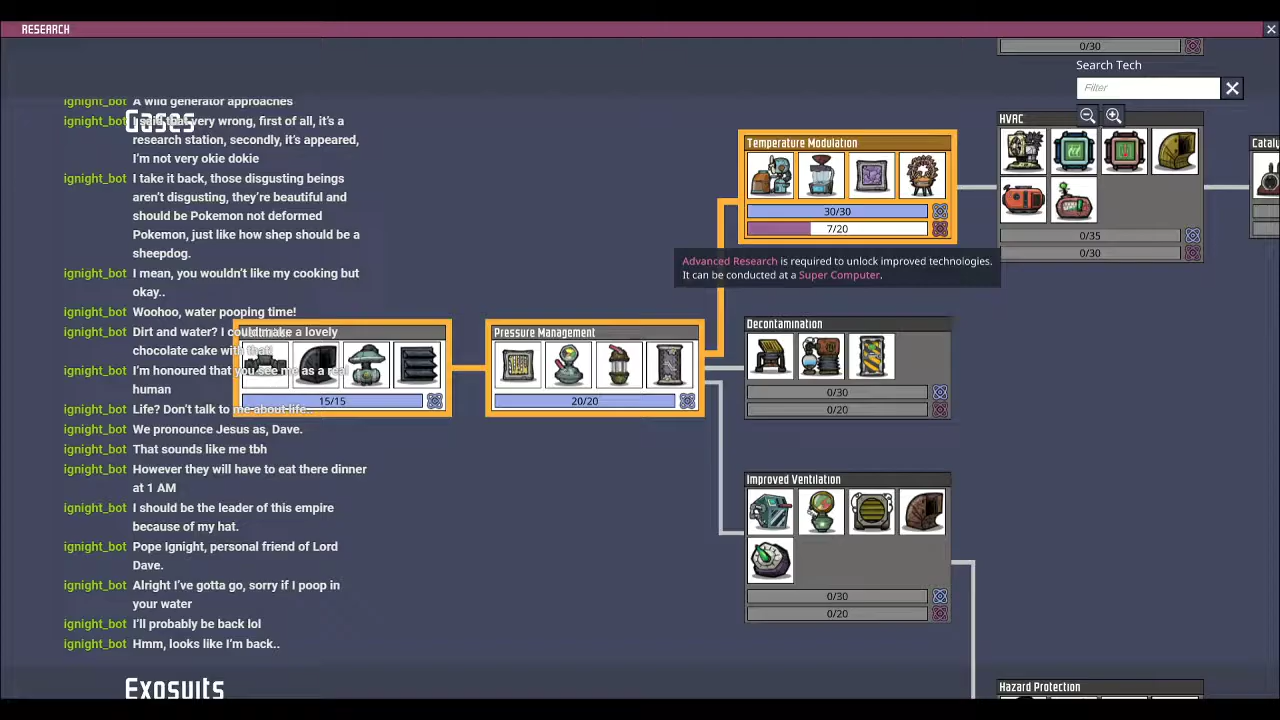 RESEARCH
0/30
Search Tech
Filter
ignight_bot A wild generator approaches
Gases
ignight_bot I said that very wrong, first of all, it's a
research station, secondly, it's appeared,
I'm not very okie dokie
ignight_bot I take it back, those disgusting beings
aren't disgusting, they're beautiful and
should be Pokemon not deformed
Pokemon, just like how shep should be a
sheepdog.
ignight_bot I mean, you wouldn't like my cooking but
okay..
ignight_bot Woohoo, water pooping time!
ignight_bot Dirt and water? I could make a lovely
chocolate cake with that!
ignight_bot I'm honoured that you see me as a real
human
ignight_bot Life? Don't talk to me about life..
ignight_bot We pronounce Jesus as, Dave.
ignight_bot That sounds like me tbh
ignight_bot However they will have to eat there dinner
at 1 AM
ignight_bot I should be the leader of this empire
because of my hat.
ignight_bot Pope Ignight, personal friend of Lord
Dave.
ignight_bot Alright I've gotta go, sorry if I poop in
your water
ignight_bot I'll probably be back lol
ignight_bot Hmm, looks like I'm back..
15/15
Pressure Management
20/20
Temperature Modulation
30/30
7/20
Advanced Research is required to unlock improved technologies.
It can be conducted at a Super Computer.
HVAC
0/35
0/30
Cataly
Decontamination
0/30
0/20
Improved Ventilation
0/30
0/20
Exosuits
Hazard Protection